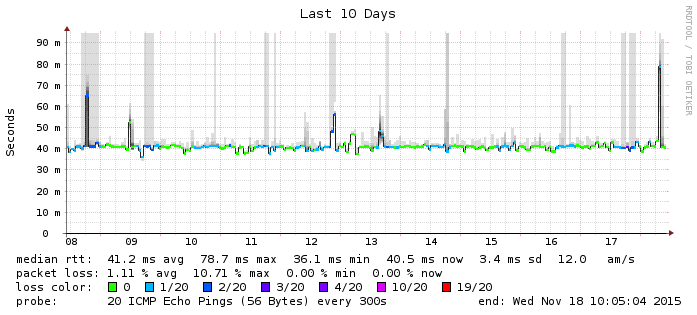 Last 10 Days
RRDTOOL / TOBI OETIKER
Seconds
90 m
80 m
70 m
60 m
50 m
40 m
30 m
20 m
10 m
0
08 09 10 11 12 13 14 15 16 17
median rtt: 41.2 ms avg 78.7 ms max 36.1 ms min 40.5 ms now 3.4 ms sd 12.0 am/s
packet loss: 1.11 % avg 10.71 % max 0.00 % min 0.00 % now
loss color: 0 1/20 2/20 3/20 4/20 10/20 19/20
probe: 20 ICMP Echo Pings (56 Bytes) every 300s end: Wed Nov 18 10:05:04 2015